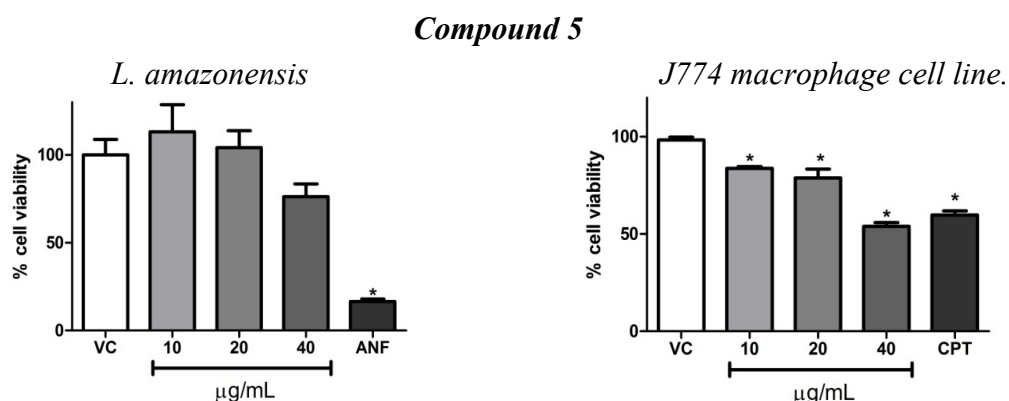 Compound 5
L. amazonensis
J774 macrophage cell line.
% cell viability
100
50
0
*
VC 10 20 40 ANF
µg/mL
% cell viability
100
50
0
* * * *
VC 10 20 40 CPT
µg/mL